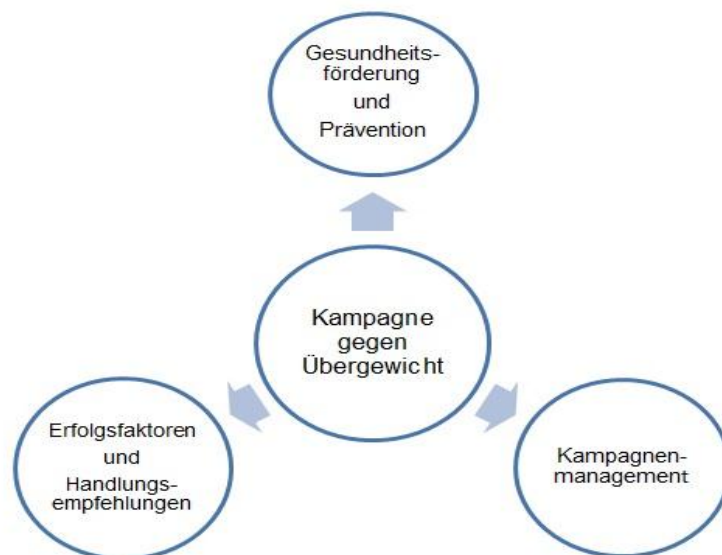 Gesundheits-
förderung
und
Prävention
Kampagne
gegen
Übergewicht
Erfolgsfaktoren
und
Handlungs-
empfehlungen
Kampagnen-
management